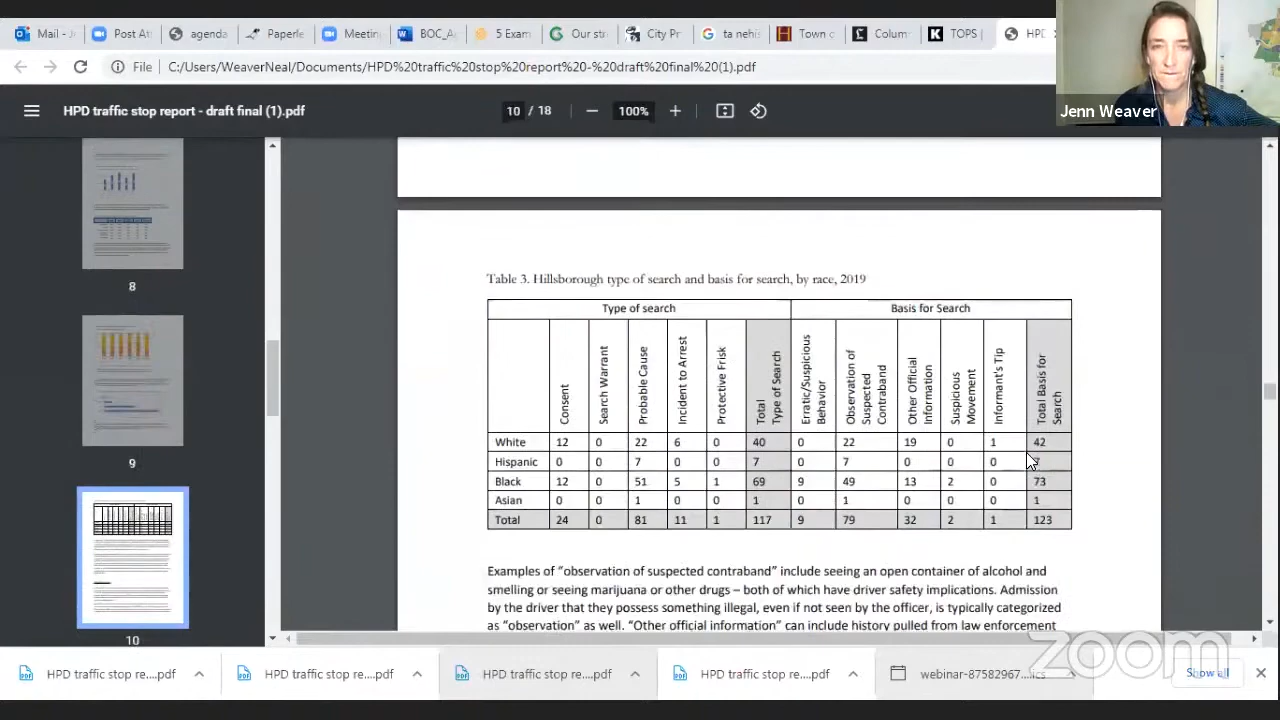 Mail - J
Post At
agenda
Paperle
Meetin
BOC_A
5 Exam
Our str
City Pr
ta nehis
Town o
Colum
TOPS (
HPD
File
C:/Users/WeaverNeal/Documents/HPD%20traffic%20stop%20report%20-%20draft%20final%20(1).pdf
Jenn Weaver
HPD traffic stop report - draft final (1).pdf
10 / 18
100%
8
9
10
Table 3. Hillsborough type of search and basis for search, by race, 2019
Type of search Basis for Search
Consent Search Warrant Probable Cause Incident to Arrest Protective Frisk Total Type of Search Erratic/Suspicious Behavior Observation of Suspected Contraband Other Official Information Suspicious Movement Informant's Tip Total Basis for Search
White 12 0 22 6 0 40 0 22 19 0 1 42
Hispanic 0 0 7 0 0 7 0 7 0 0 0
Black 12 0 51 5 1 69 9 49 13 2 0 73
Asian 0 0 1 0 0 1 0 1 0 0 0 1
Total 24 0 81 11 1 117 9 79 32 2 1 123
Examples of "observation of suspected contraband" include seeing an open container of alcohol and
smelling or seeing marijuana or other drugs – both of which have driver safety implications. Admission
by the driver that they possess something illegal, even if not seen by the officer, is typically categorized
as "observation" as well. "Other official information" can include history pulled from law enforcement
zoom
HPD traffic stop re....pdf
HPD traffic stop re....pdf
HPD traffic stop re....pdf
HPD traffic stop re....pdf
webinar-87582967....ics
Show all